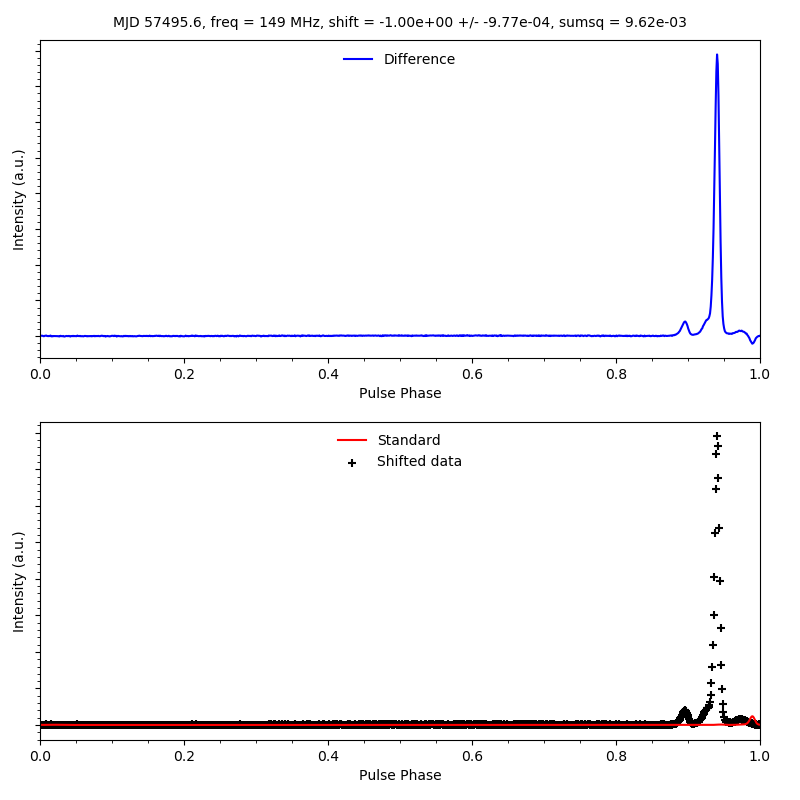 MJD 57495.6, freq = 149 MHz, shift = -1.00e+00 +/- -9.77e-04, sumsq = 9.62e-03
Difference
Intensity (a.u.)
0.0 0.2 0.4 0.6 0.8 1.0
Pulse Phase
Standard
Shifted data
Intensity (a.u.)
0.0 0.2 0.4 0.6 0.8 1.0
Pulse Phase